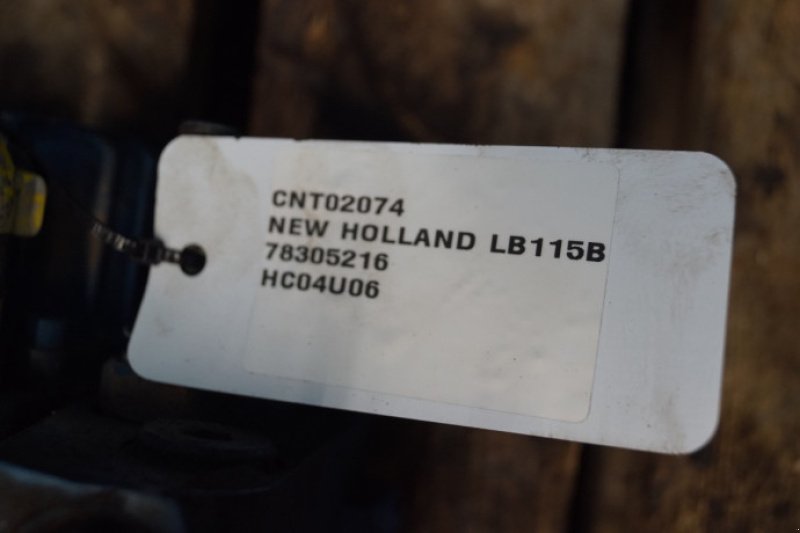 CNT02074
NEW HOLLAND LB115B
78305216
HC04U06